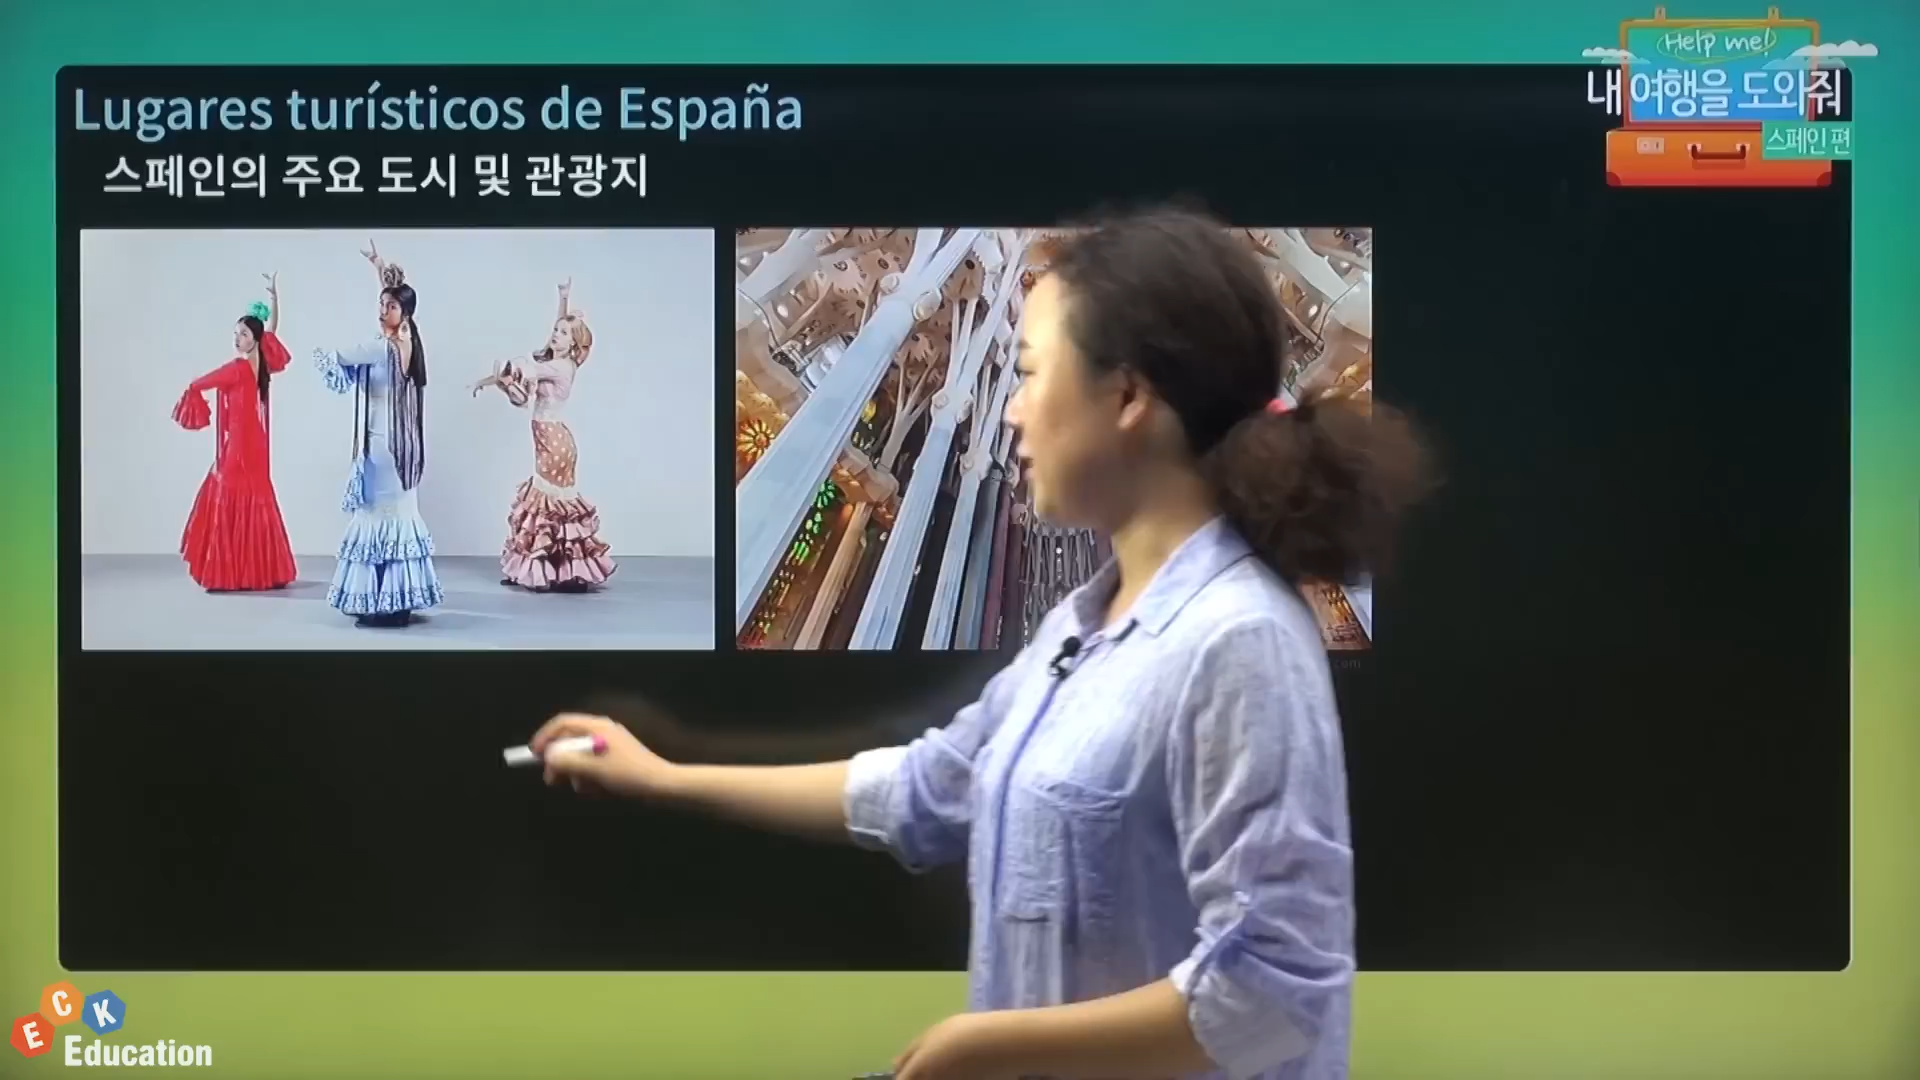 Lugares turísticos de España
스페인의 주요 도시 및 관광지
Help me!
내 여행을 도와줘
스페인 편
.com
ECK
Education